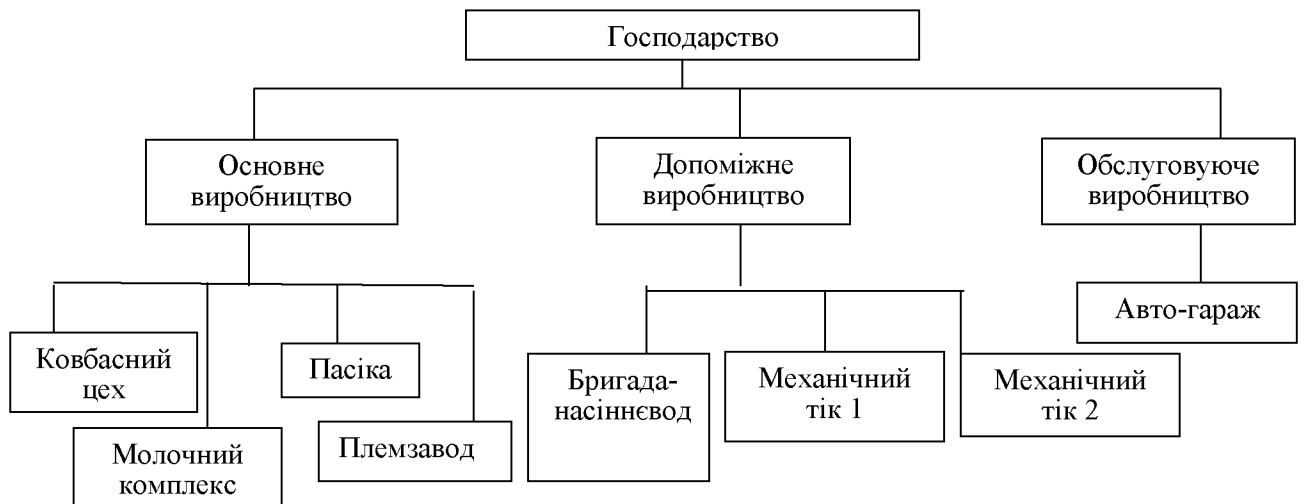 Господарство
Основне
виробництво
Допоміжне
виробництво
Обслуговуюче
виробництво
Ковбасний
цех
Молочний
комплекс
Пасіка
Племзавод
Бригада-
насіннєвод
Механічний
тік 1
Механічний
тік 2
Авто-гараж